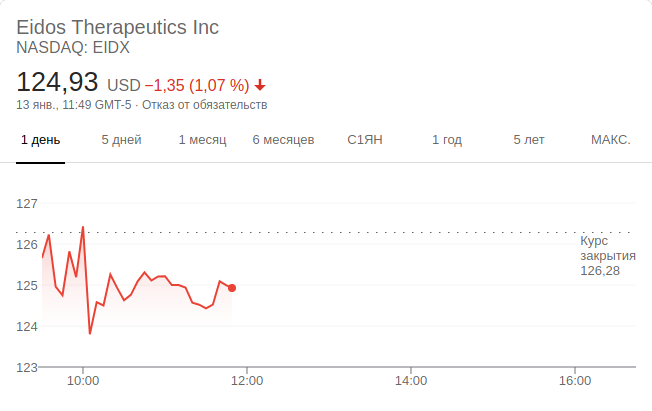 Eidos Therapeutics Inc
NASDAQ: EIDX
124,93 USD −1,35 (1,07 %)
13 янв., 11:49 GMT-5 · Отказ от обязательств
1 день 5 дней 1 месяц 6 месяцев С1ЯН 1 год 5 лет МАКС.
127
126
125
124
123
Курс
закрытия
126,28
10:00 12:00 14:00 16:00